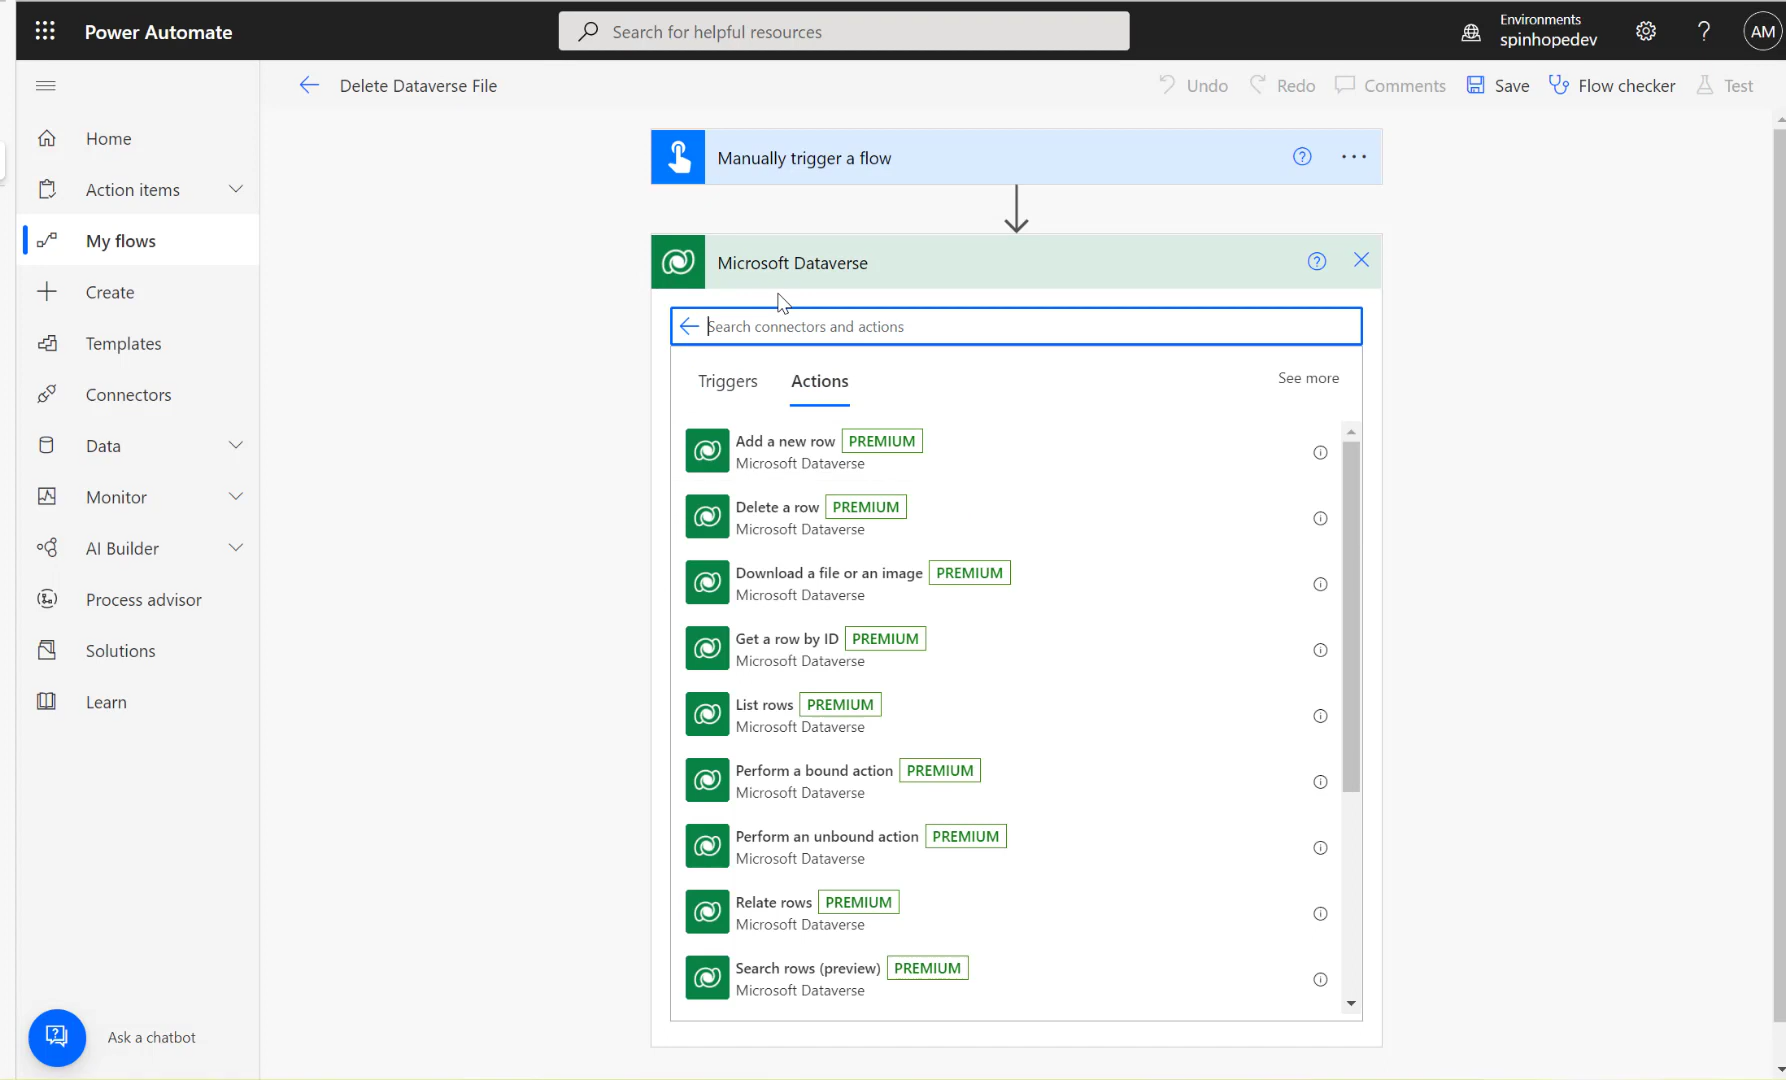 Power Automate
Search for helpful resources
Environments
spinhopedev
?
AM
Delete Dataverse File
Undo
Redo
Comments
Save
Flow checker
Test
Home
Action items
My flows
Create
Templates
Connectors
Data
Monitor
AI Builder
Process advisor
Solutions
Learn
Ask a chatbot
Manually trigger a flow
Microsoft Dataverse
Search connectors and actions
Triggers
Actions
See more
Add a new row PREMIUM
Microsoft Dataverse
Delete a row PREMIUM
Microsoft Dataverse
Download a file or an image PREMIUM
Microsoft Dataverse
Get a row by ID PREMIUM
Microsoft Dataverse
List rows PREMIUM
Microsoft Dataverse
Perform a bound action PREMIUM
Microsoft Dataverse
Perform an unbound action PREMIUM
Microsoft Dataverse
Relate rows PREMIUM
Microsoft Dataverse
Search rows (preview) PREMIUM
Microsoft Dataverse